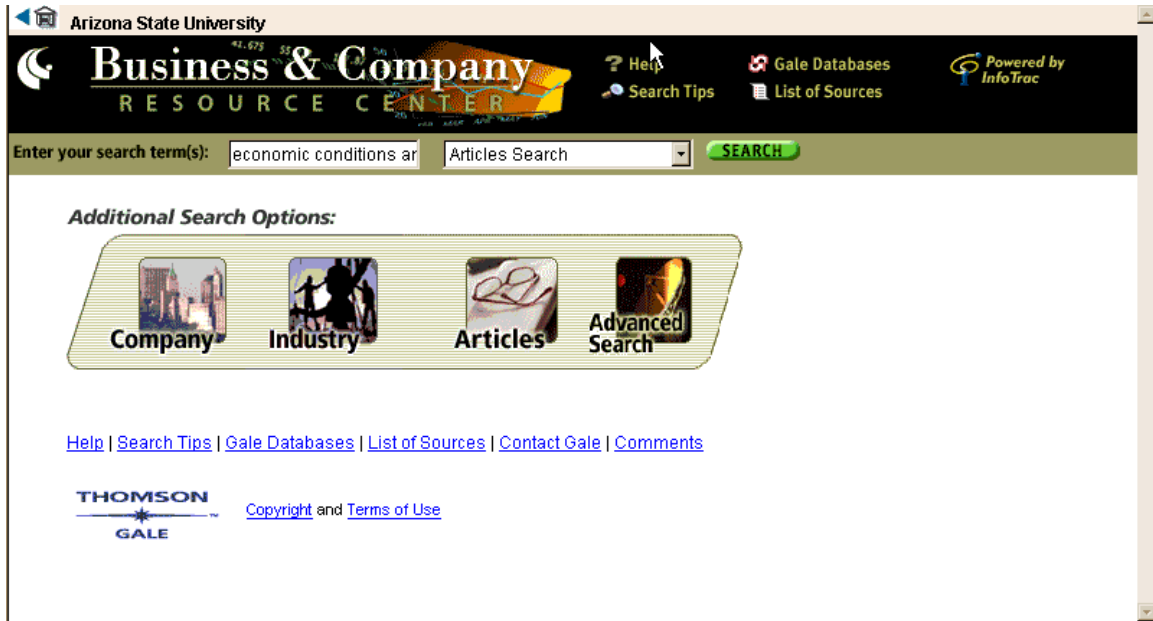 Arizona State University
Business & Company
RESOURCE CENTER
? Help
Search Tips
Gale Databases
List of Sources
Powered by
InfoTrac
Enter your search term(s): economic conditions ar Articles Search SEARCH
Additional Search Options:
Company Industry Articles Advanced Search
Help | Search Tips | Gale Databases | List of Sources | Contact Gale | Comments
THOMSON
GALE
Copyright and Terms of Use